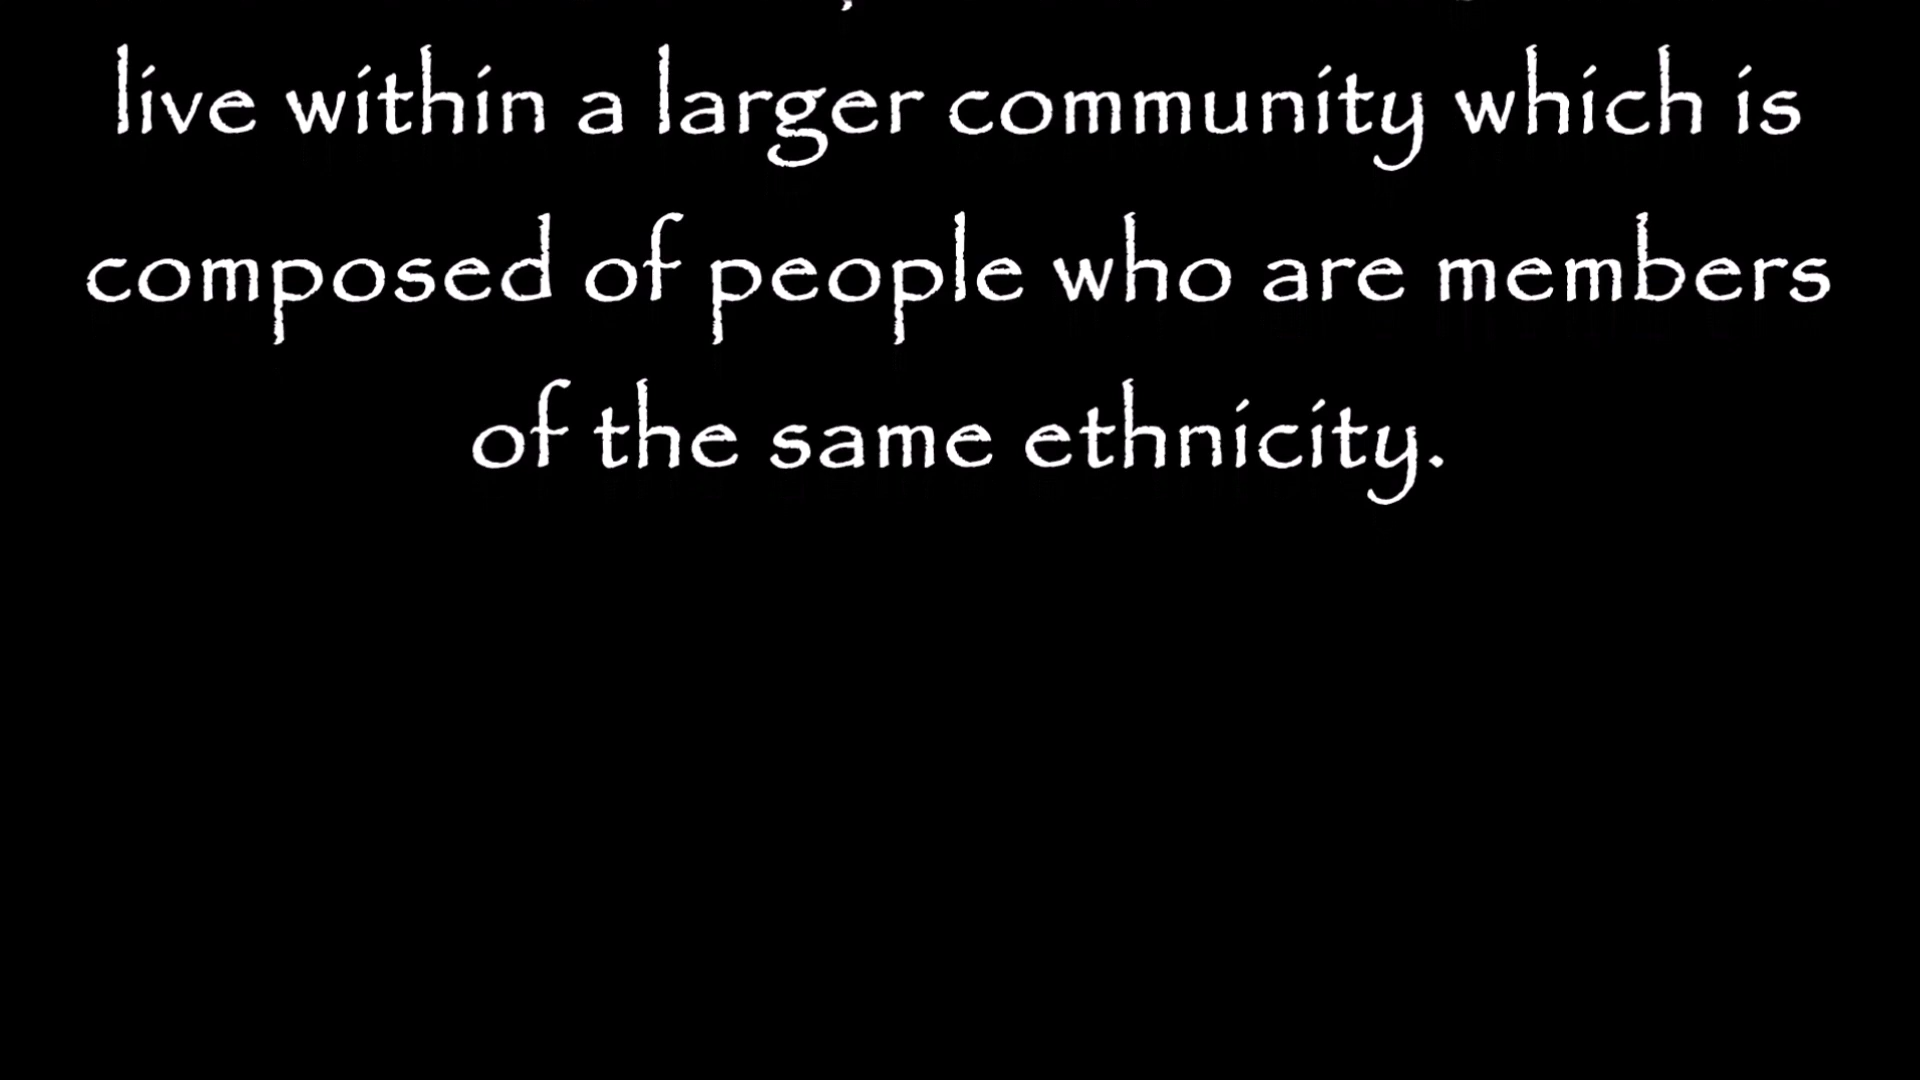 live within a larger community which is
composed of people who are members
of the same ethnicity.